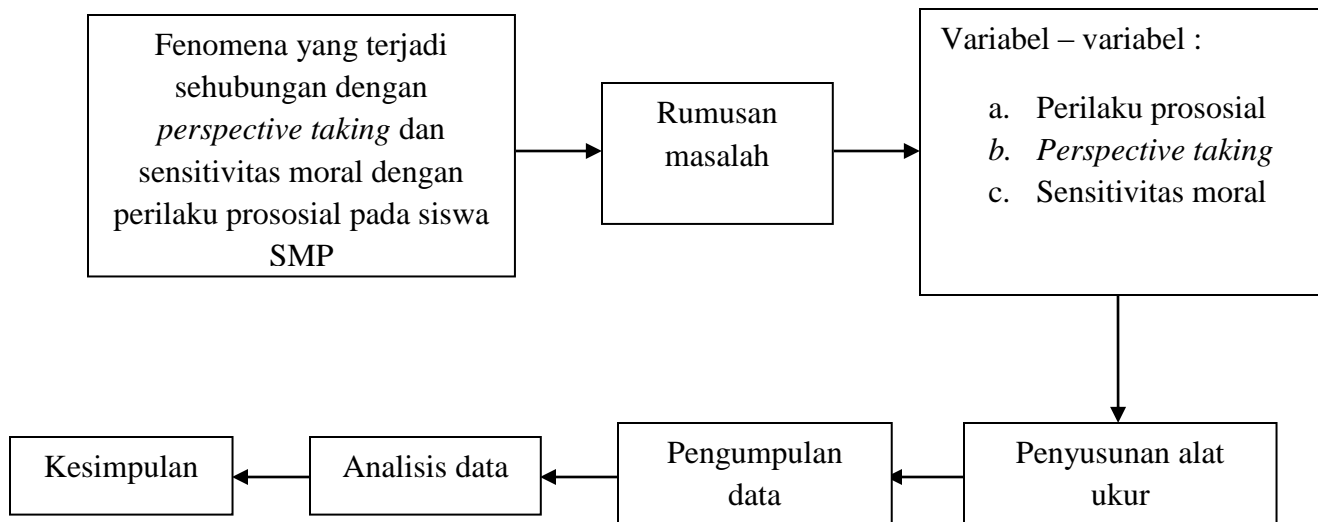 Fenomena yang terjadi
sehubungan dengan
perspective taking dan
sensitivitas moral dengan
perilaku prososial pada siswa
SMP
Rumusan
masalah
Variabel – variabel :
a. Perilaku prososial
b. Perspective taking
c. Sensitivitas moral
Penyusunan alat
ukur
Pengumpulan
data
Analisis data
Kesimpulan